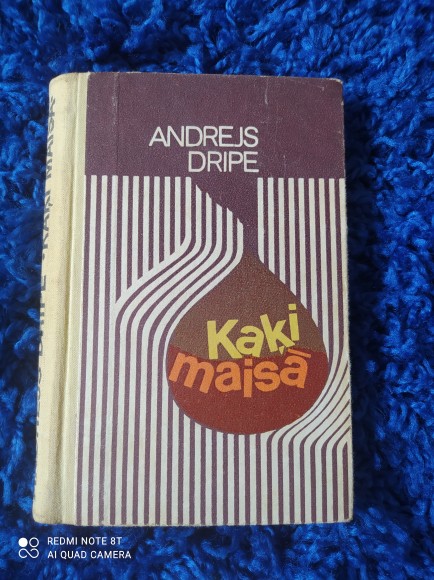 ANDREJS
DRIPE
Kaķi
maisā
REDMI NOTE 8T
AI QUAD CAMERA